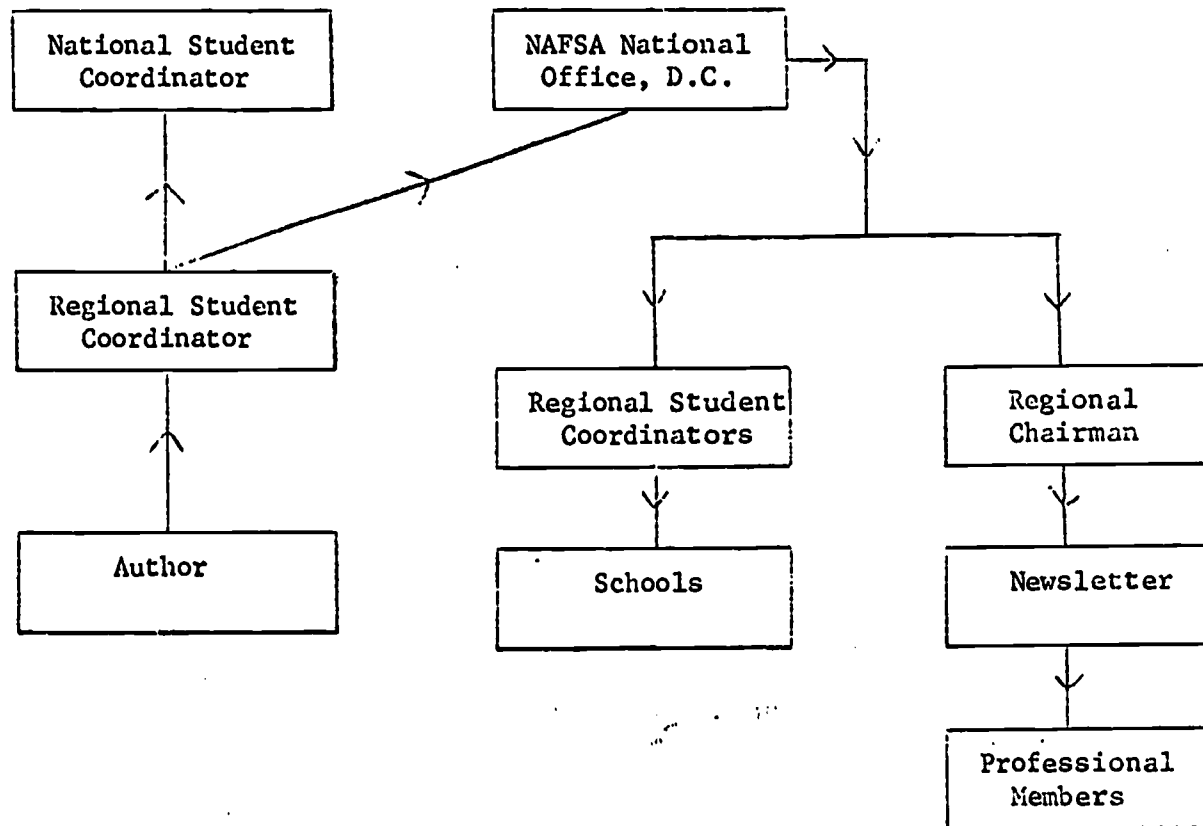 National Student
Coordinator
NAFSA National
Office, D.C.
Regional Student
Coordinator
Regional Student
Coordinators
Regional
Chairman
Author
Schools
Newsletter
Professional
Members